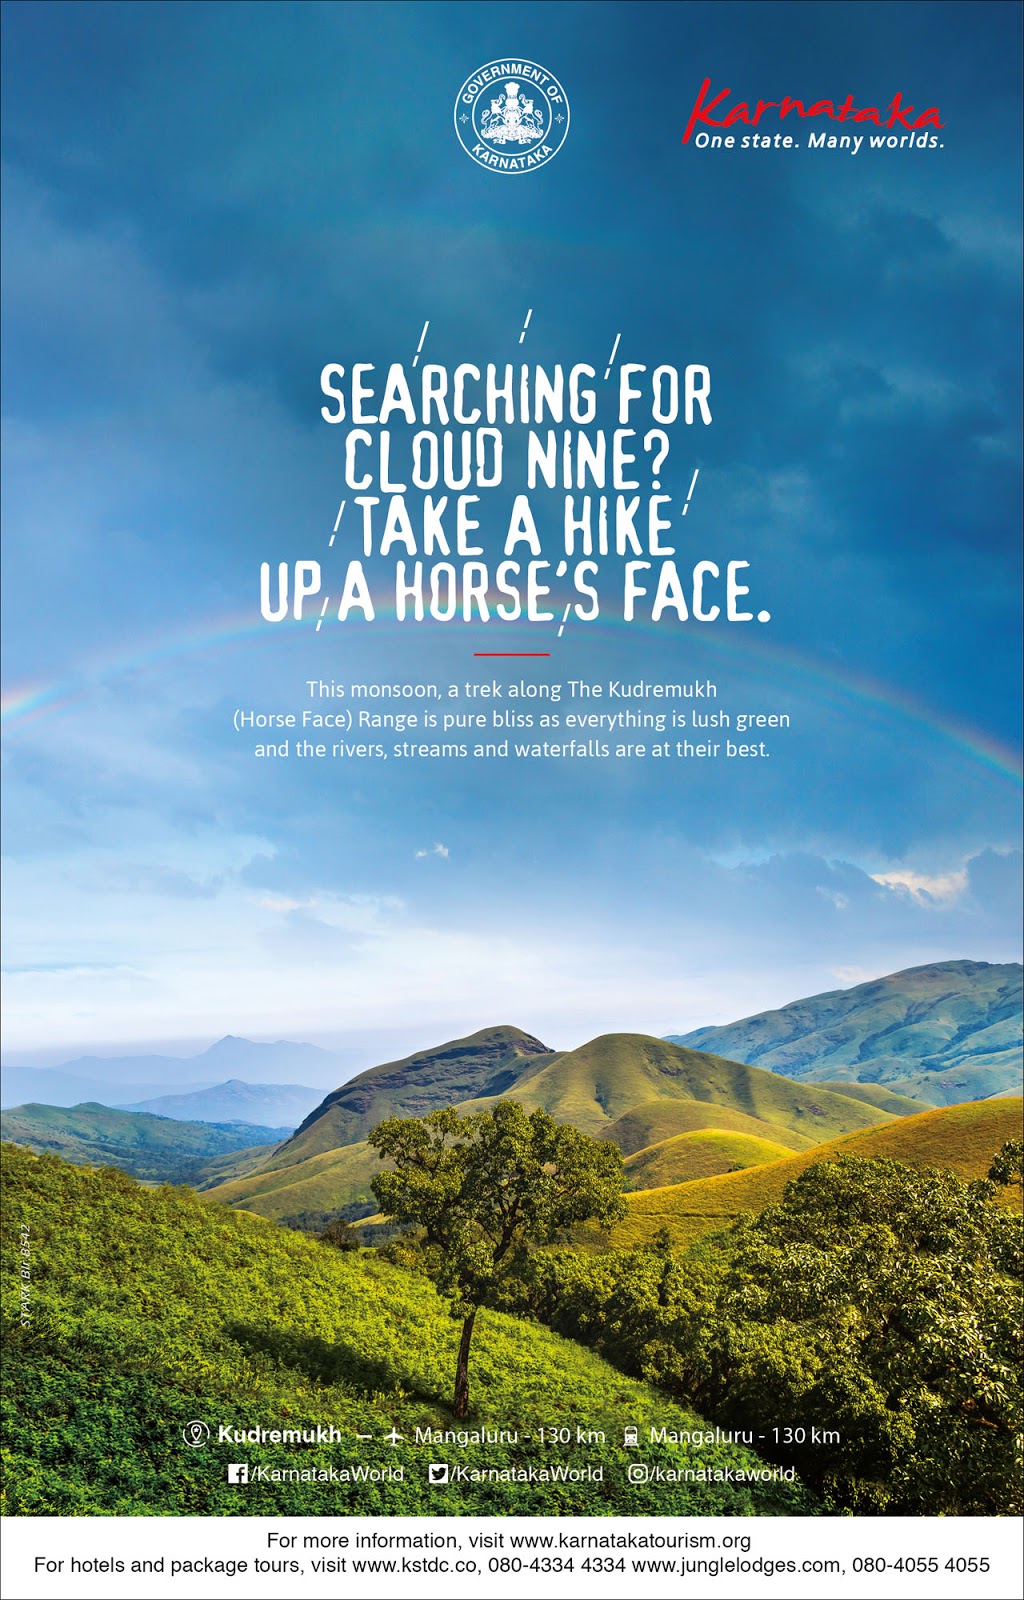 GOVERNMENT OF
KARNATAKA
Karnataka
One state. Many worlds.
SEARCHING FOR
CLOUD NINE?
TAKE A HIKE
UP A HORSE'S FACE.
This monsoon, a trek along The Kudremukh
(Horse Face) Range is pure bliss as everything is lush green
and the rivers, streams and waterfalls are at their best.
Kudremukh – Mangaluru - 130 km Mangaluru - 130 km
/KarnatakaWorld /KarnatakaWorld /karnatakaworld
For more information, visit www.karnatakatourism.org
For hotels and package tours, visit www.kstdc.co, 080-4334 4334 www.junglelodges.com, 080-4055 4055